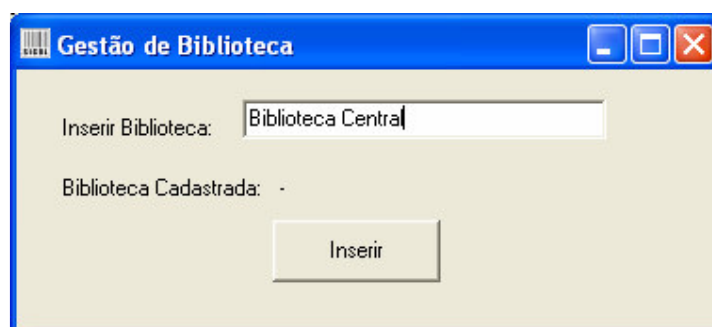 Gestão de Biblioteca
Inserir Biblioteca: Biblioteca Central
Biblioteca Cadastrada: -
Inserir